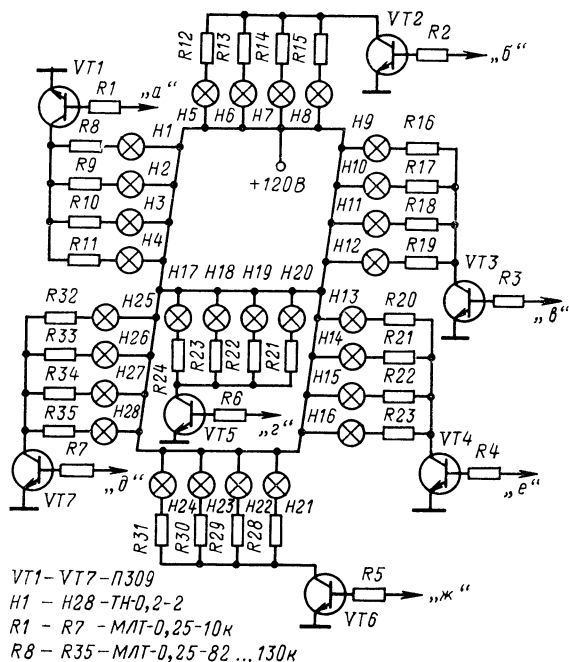 R12 R13 R14 R15
VT2
R2
„б“
H5 H6 H7 H8
VT1
R1
„а“
R8 H1
R9 H2
R10 H3
R11 H4
+120В
H9 R16
H10 R17
H11 R18
H12 R19
VT3
R3
„в“
H17 H18 H19 H20
R24 R23 R22 R21
R6
VT5
„г“
R32 H25
R33 H26
R34 H27
R35 H28
R7
„д“
VT7
H13 R20
H14 R21
H15 R22
H16 R23
VT4
R4
„е“
H24 H23 H22 H21
R31 R30 R29 R28
R5
„ж“
VT6
VT1-VT7-П309
H1 - H28-ТН-0,2-2
R1 - R7 - МЛТ-0,25-10к
R8 - R35-МЛТ-0,25-82 ... 130к